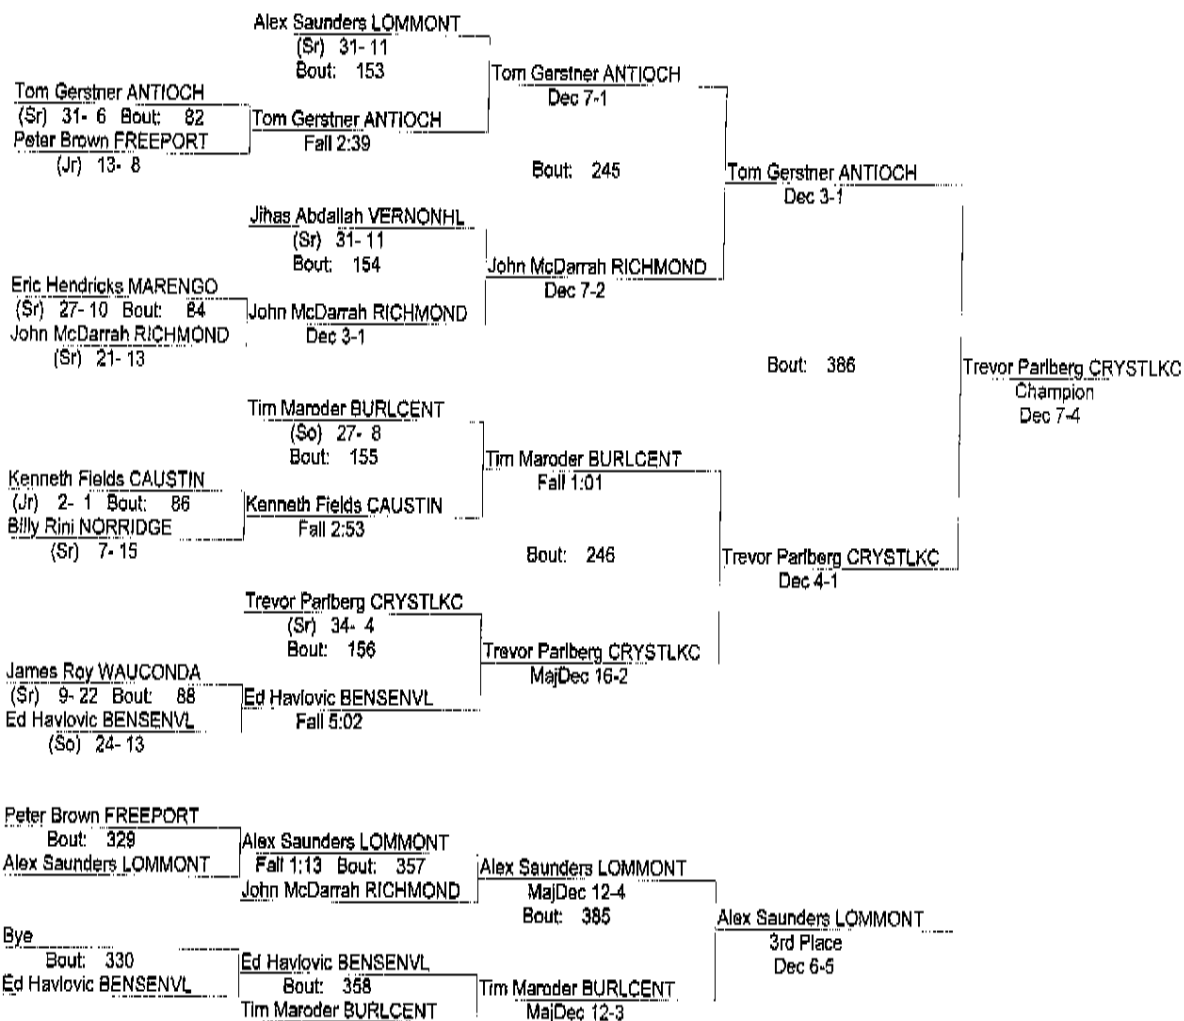 Alex Saunders LOMMONT
(Sr) 31- 11
Bout: 153
Tom Gerstner ANTIOCH
Dec 7-1
Tom Gerstner ANTIOCH
(Sr) 31- 6 Bout: 82
Peter Brown FREEPORT
(Jr) 13- 8
Tom Gerstner ANTIOCH
Fall 2:39
Bout: 245
Tom Gerstner ANTIOCH
Dec 3-1
Jihas Abdallah VERNONHL
(Sr) 31- 11
Bout: 154
John McDarrah RICHMOND
Dec 7-2
Eric Hendricks MARENGO
(Sr) 27- 10 Bout: 84
John McDarrah RICHMOND
(Sr) 21- 13
John McDarrah RICHMOND
Dec 3-1
Bout: 386
Trevor Parlberg CRYSTLKC
Champion
Dec 7-4
Tim Maroder BURLCENT
(So) 27- 8
Bout: 155
Tim Maroder BURLCENT
Fall 1:01
Kenneth Fields CAUSTIN
(Jr) 2- 1 Bout: 86
Billy Rini NORRIDGE
(Sr) 7- 15
Kenneth Fields CAUSTIN
Fall 2:53
Bout: 246
Trevor Parlberg CRYSTLKC
Dec 4-1
Trevor Parlberg CRYSTLKC
(Sr) 34- 4
Bout: 156
Trevor Parlberg CRYSTLKC
MajDec 16-2
James Roy WAUCONDA
(Sr) 9- 22 Bout: 88
Ed Havlovic BENSENVL
(So) 24- 13
Ed Havlovic BENSENVL
Fall 5:02
Peter Brown FREEPORT
Bout: 329
Alex Saunders LOMMONT
Alex Saunders LOMMONT
Fall 1:13 Bout: 357
John McDarrah RICHMOND
Alex Saunders LOMMONT
MajDec 12-4
Bout: 385
Alex Saunders LOMMONT
3rd Place
Dec 6-5
Bye
Bout: 330
Ed Havlovic BENSENVL
Ed Havlovic BENSENVL
Bout: 358
Tim Maroder BURLCENT
Tim Maroder BURLCENT
MajDec 12-3